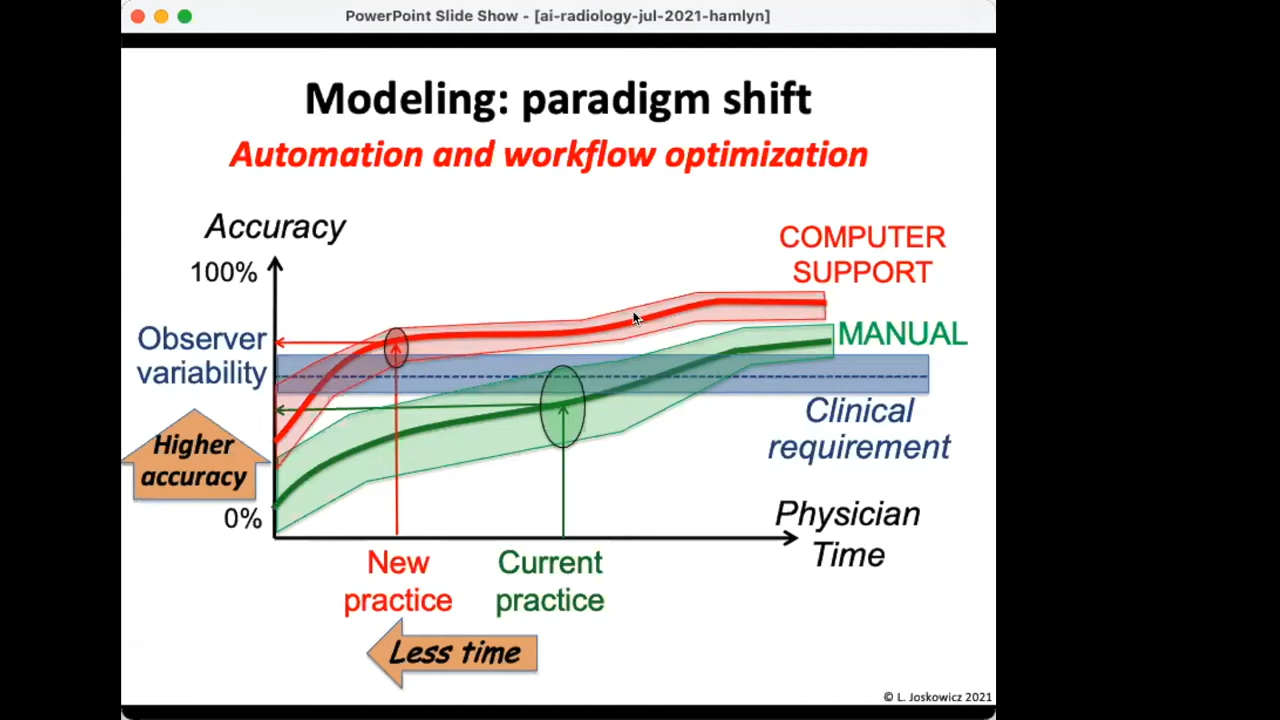 PowerPoint Slide Show - [ai-radiology-jul-2021-hamlyn]
Modeling: paradigm shift
Automation and workflow optimization
Accuracy
100%
COMPUTER
SUPPORT
Observer
variability
MANUAL
Clinical
requirement
Higher
accuracy
0%
Physician
Time
New
practice
Current
practice
Less time
© L. Joskowicz 2021